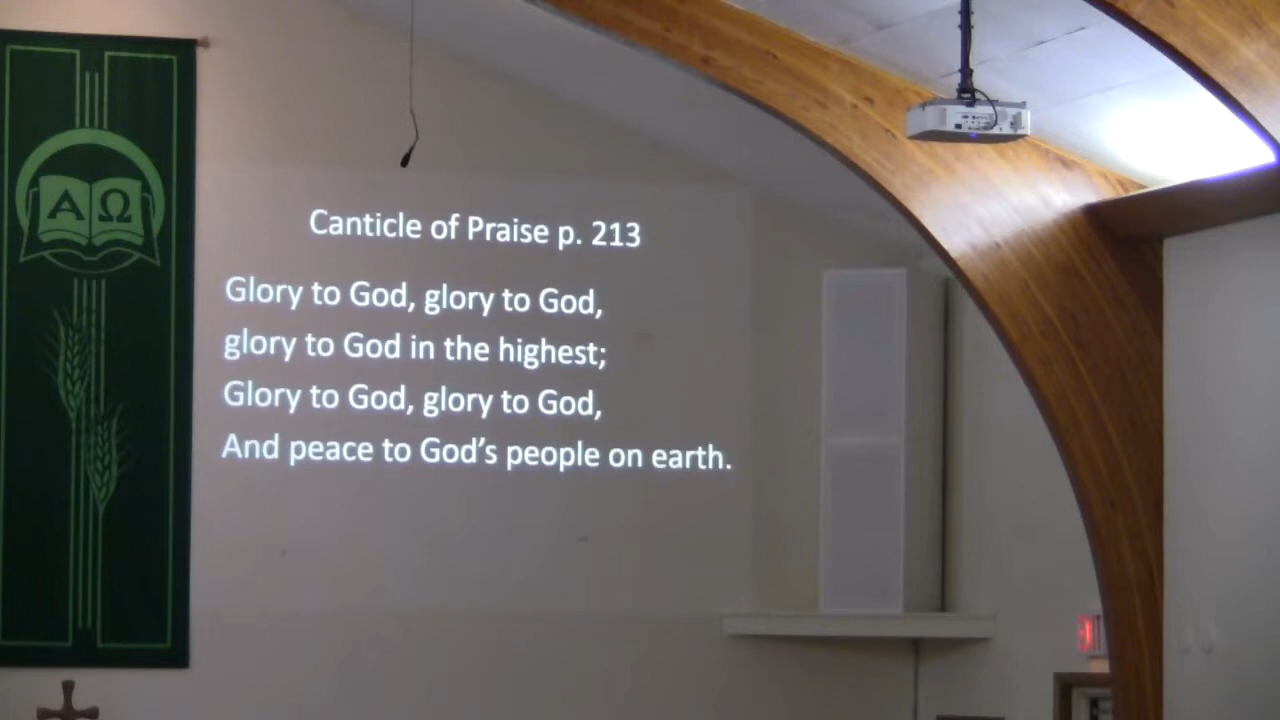 Α Ω
Canticle of Praise p. 213
Glory to God, glory to God,
glory to God in the highest;
Glory to God, glory to God,
And peace to God’s people on earth.